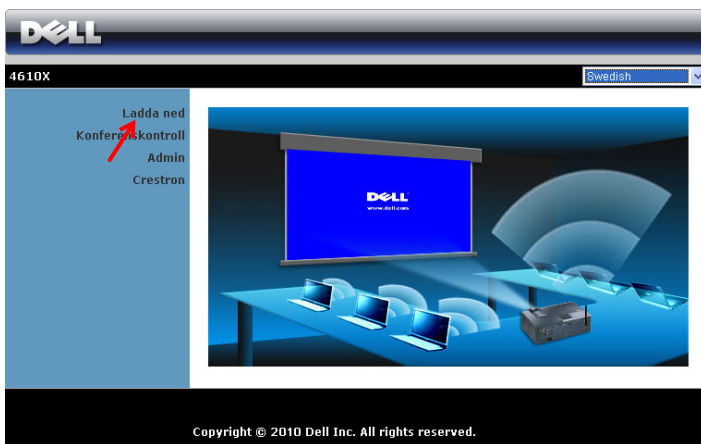 DELL
4610X
Swedish
Ladda ned
Konferenskontroll
Admin
Crestron
DELL
www.dell.com
Copyright © 2010 Dell Inc. All rights reserved.